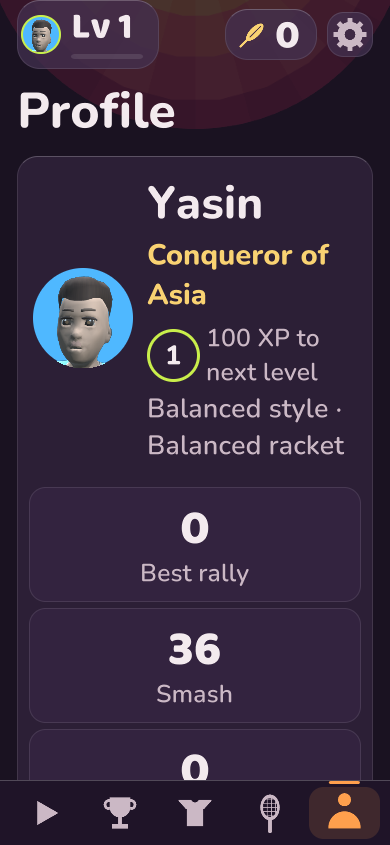 Lv 1
0
Profile
Yasin
Conqueror of
Asia
1
100 XP to
next level
Balanced style ·
Balanced racket
0
Best rally
36
Smash
0